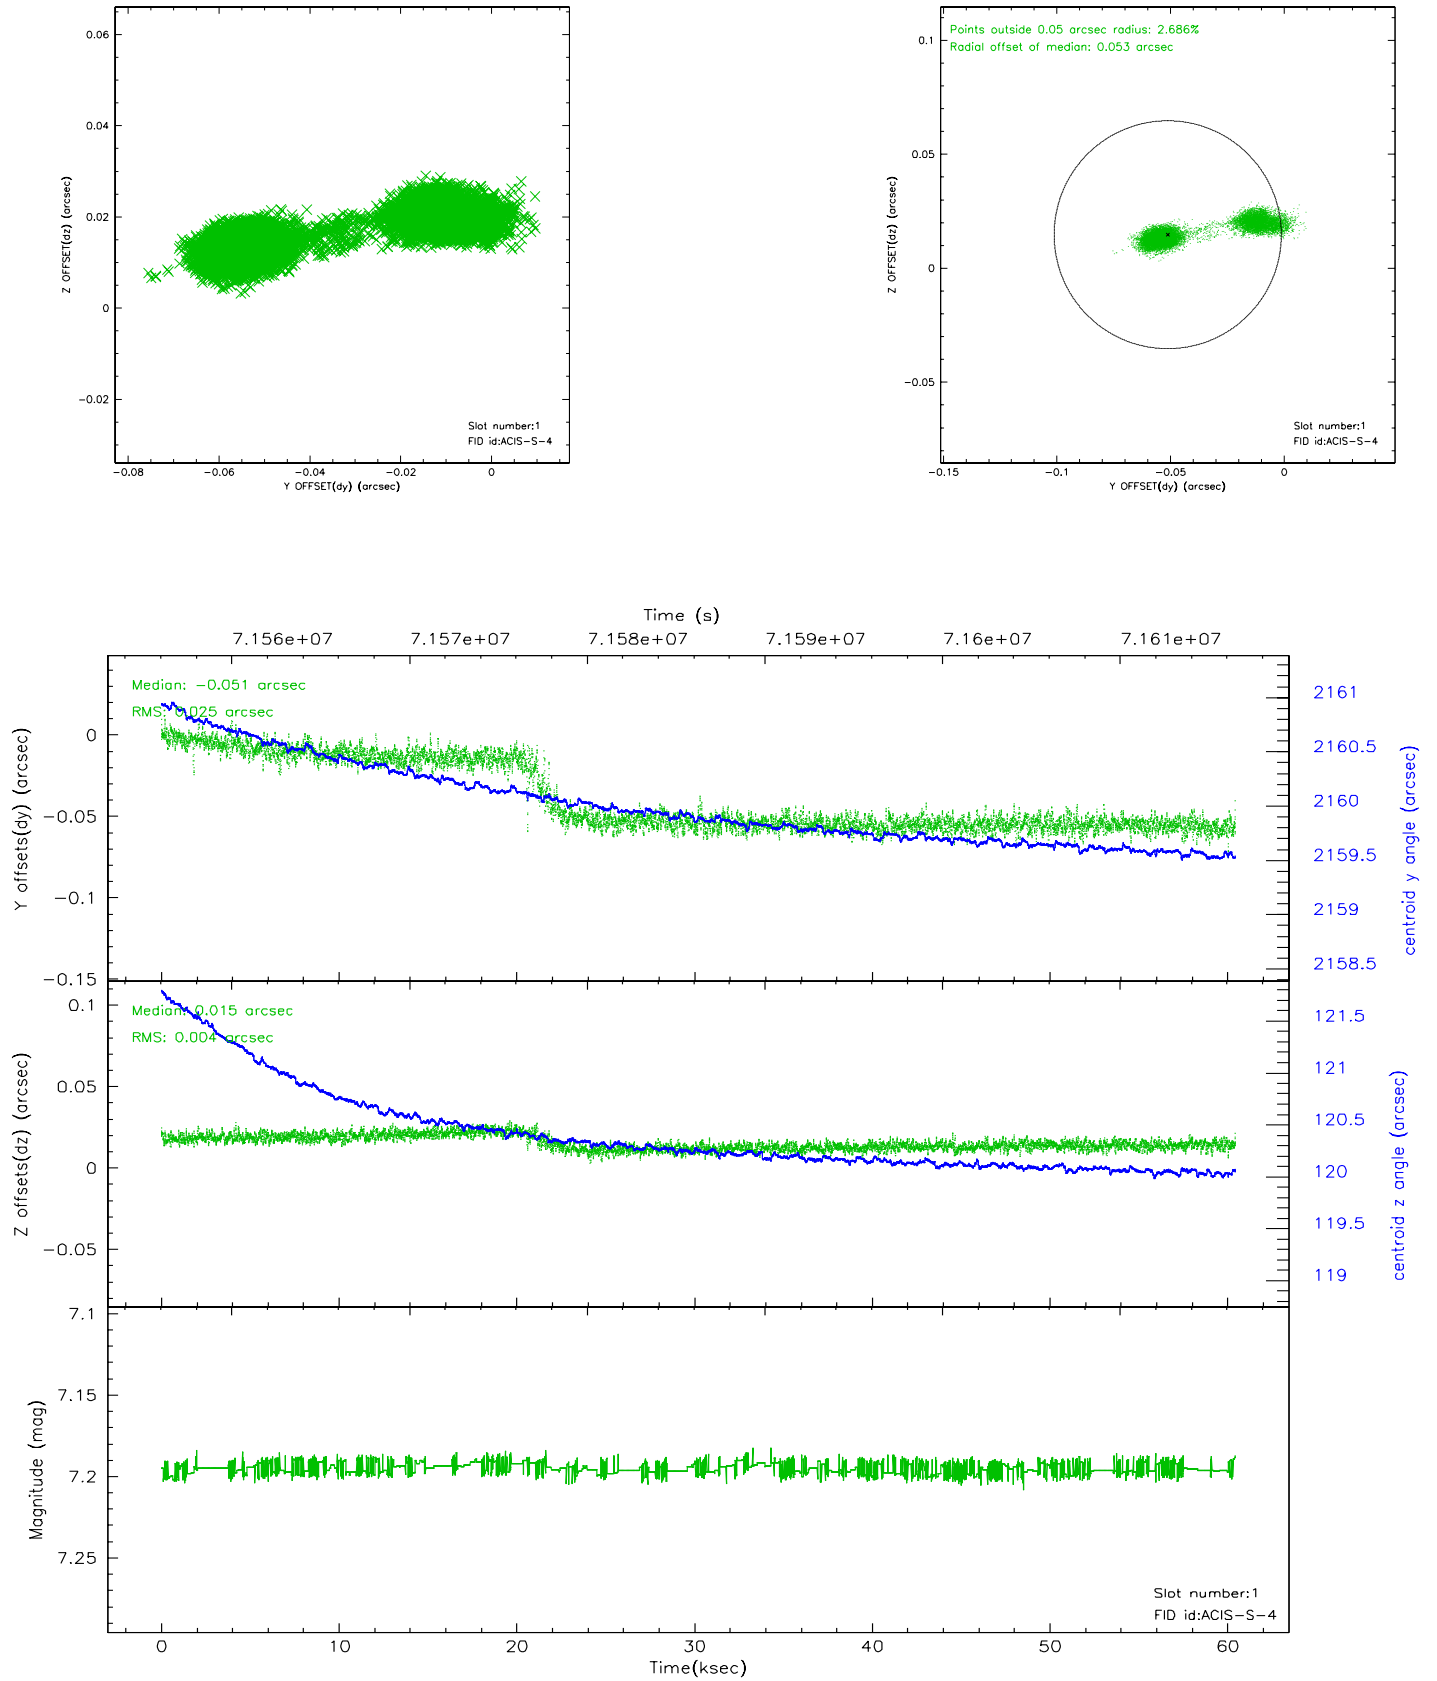 0.06
0.04
0.02
0
−0.02
Z OFFSET(dz) (arcsec)
Slot number:1
FID id:ACIS−S−4
−0.08 −0.06 −0.04 −0.02 0
Y OFFSET(dy) (arcsec)
Points outside 0.05 arcsec radius: 2.686%
Radial offset of median: 0.053 arcsec
0.1
0.05
0
−0.05
Z OFFSET(dz) (arcsec)
Slot number:1
FID id:ACIS−S−4
−0.15 −0.1 −0.05 0
Y OFFSET(dy) (arcsec)
Time (s)
7.156e+07 7.157e+07 7.158e+07 7.159e+07 7.16e+07 7.161e+07
Median: −0.051 arcsec
RMS: 0.025 arcsec
0
−0.05
−0.1
−0.15
Y offsets(dy) (arcsec)
2161
2160.5
2160
2159.5
2159
2158.5
centroid y angle (arcsec)
Median: 0.015 arcsec
RMS: 0.004 arcsec
0.1
0.05
0
−0.05
Z offsets(dz) (arcsec)
121.5
121
120.5
120
119.5
119
centroid z angle (arcsec)
7.1
7.15
7.2
7.25
Magnitude (mag)
Slot number:1
FID id:ACIS−S−4
0 10 20 30 40 50 60
Time(ksec)